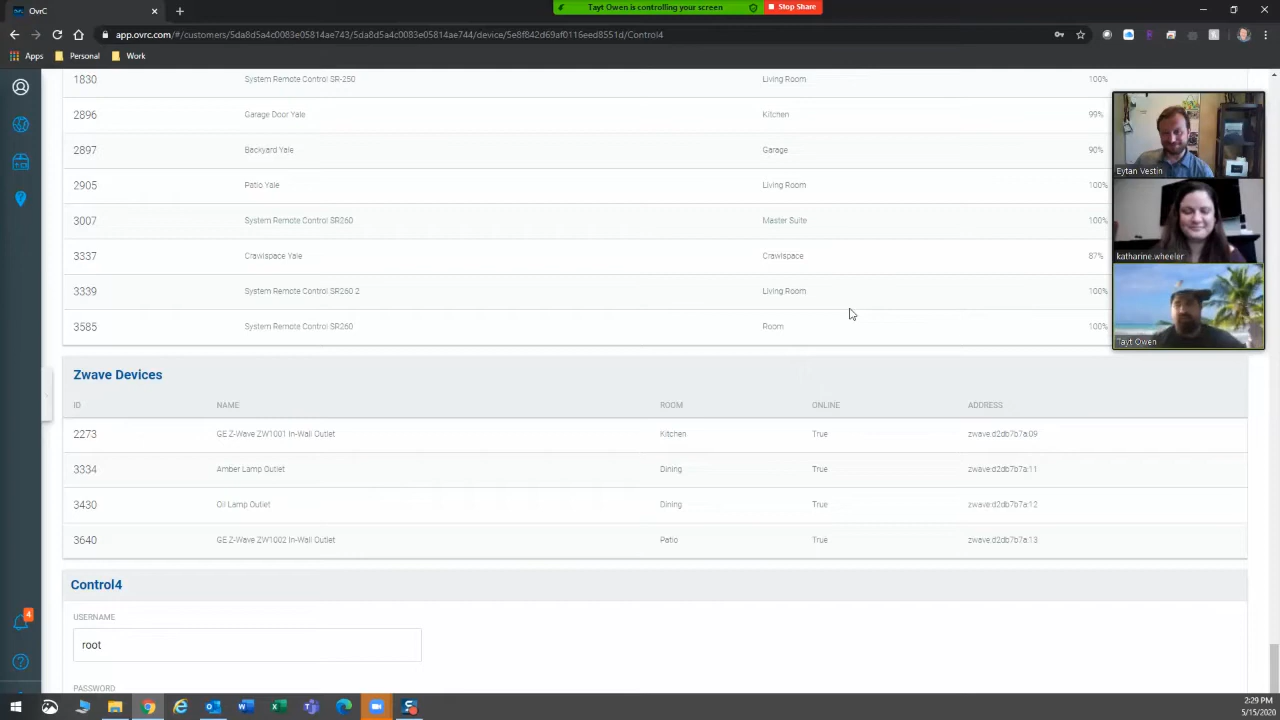 OvrC
Tayt Owen is controlling your screen
Stop Share
app.ovrc.com/#/customers/5da8d5a4c0083e05814ae743/5da8d5a4c0083e05814ae744/device/5e8f842d69af0116eed8551d/Control4
Apps Personal Work
1830 System Remote Control SR-250 Living Room 100%
2896 Garage Door Yale Kitchen 99%
2897 Backyard Yale Garage 90%
2905 Patio Yale Living Room 100%
3007 System Remote Control SR260 Master Suite 100%
3337 Crawlspace Yale Crawlspace 87%
3339 System Remote Control SR260 2 Living Room 100%
3585 System Remote Control SR260 Room 100%
Eytan Vestin
katharine.wheeler
Tayt Owen
Zwave Devices
ID NAME ROOM ONLINE ADDRESS
2273 GE Z-Wave ZW1001 In-Wall Outlet Kitchen True zwave:d2db7b7a:09
3334 Amber Lamp Outlet Dining True zwave:d2db7b7a:11
3430 Oil Lamp Outlet Dining True zwave:d2db7b7a:12
3640 GE Z-Wave ZW1002 In-Wall Outlet Patio True zwave:d2db7b7a:13
Control4
USERNAME
root
PASSWORD
4
2:29 PM
5/15/2020